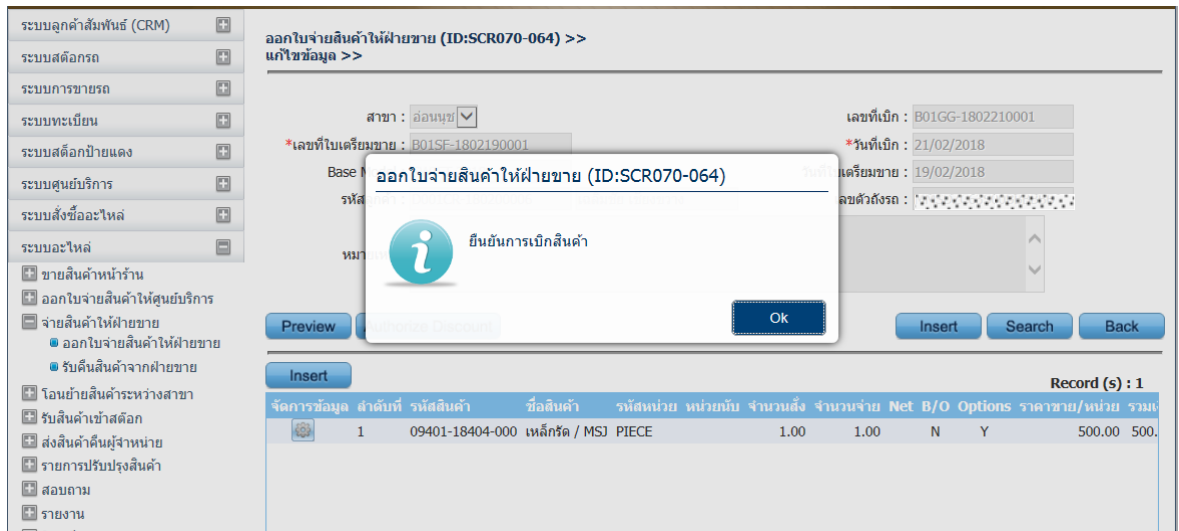 ระบบลูกค้าสัมพันธ์ (CRM)
ระบบสต๊อกรถ
ระบบการขายรถ
ระบบทะเบียน
ระบบสต็อกป้ายแดง
ระบบศูนย์บริการ
ระบบสั่งซื้ออะไหล่
ระบบอะไหล่
ขายสินค้าหน้าร้าน
ออกใบจ่ายสินค้าให้ศูนย์บริการ
จ่ายสินค้าให้ฝ่ายขาย
ออกใบจ่ายสินค้าให้ฝ่ายขาย
รับคืนสินค้าจากฝ่ายขาย
โอนย้ายสินค้าระหว่างสาขา
รับสินค้าเข้าสต๊อก
ส่งสินค้าคืนผู้จำหน่าย
รายการปรับปรุงสินค้า
สอบถาม
รายงาน
ออกใบจ่ายสินค้าให้ฝ่ายขาย (ID:SCR070-064) >>
แก้ไขข้อมูล >>
สาขา : อ่อนนุช เลขที่เบิก : B01GG-1802210001
*เลขที่ใบเตรียมขาย : B01SF-1802190001 *วันที่เบิก : 21/02/2018
Base วันที่ใบเตรียมขาย : 19/02/2018
ออกใบจ่ายสินค้าให้ฝ่ายขาย (ID:SCR070-064)
ยืนยันการเบิกสินค้า
Ok
Preview Insert Search Back
Insert Record (s) : 1
จัดการข้อมูล ลำดับที่ รหัสสินค้า ชื่อสินค้า รหัสหน่วย หน่วยนับ จำนวนสั่ง จำนวนจ่าย Net B/O Options ราคาขาย/หน่วย
1 09401-18404-000 เหล็กรัด / MSJ PIECE 1.00 1.00 N Y 500.00 500.